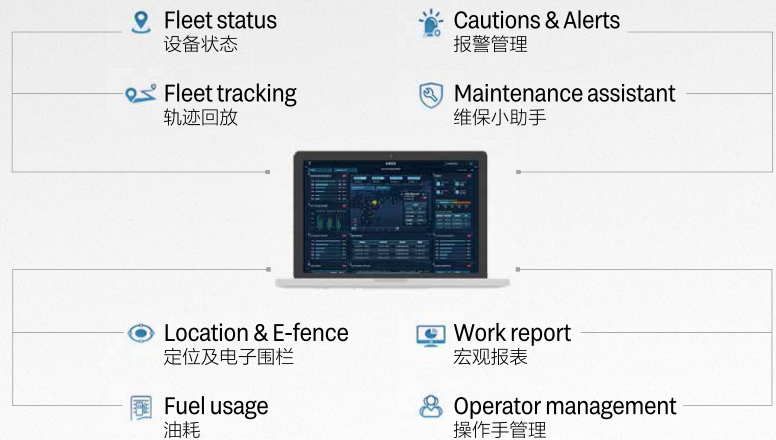 Fleet status
设备状态
Cautions & Alerts
报警管理
Fleet tracking
轨迹回放
Maintenance assistant
维保小助手
Location & E-fence
定位及电子围栏
Work report
宏观报表
Fuel usage
油耗
Operator management
操作手管理